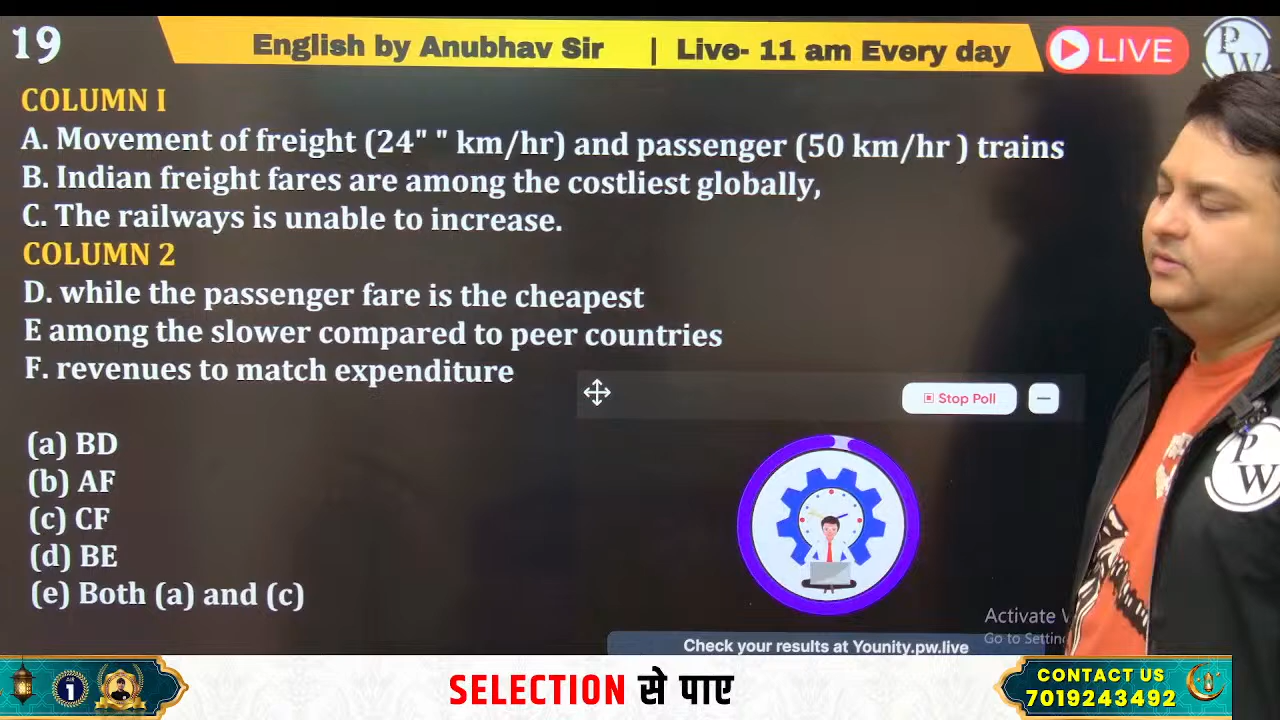 19
English by Anubhav Sir | Live- 11 am Every day
LIVE
PW
COLUMN I
A. Movement of freight (24" " km/hr) and passenger (50 km/hr ) trains
B. Indian freight fares are among the costliest globally,
C. The railways is unable to increase.
COLUMN 2
D. while the passenger fare is the cheapest
E among the slower compared to peer countries
F. revenues to match expenditure
Stop Poll
(a) BD
(b) AF
(c) CF
(d) BE
(e) Both (a) and (c)
PW
Activate
Go to Settin
Check your results at Younity.pw.live
1
SELECTION से पाए
CONTACT US
7019243492